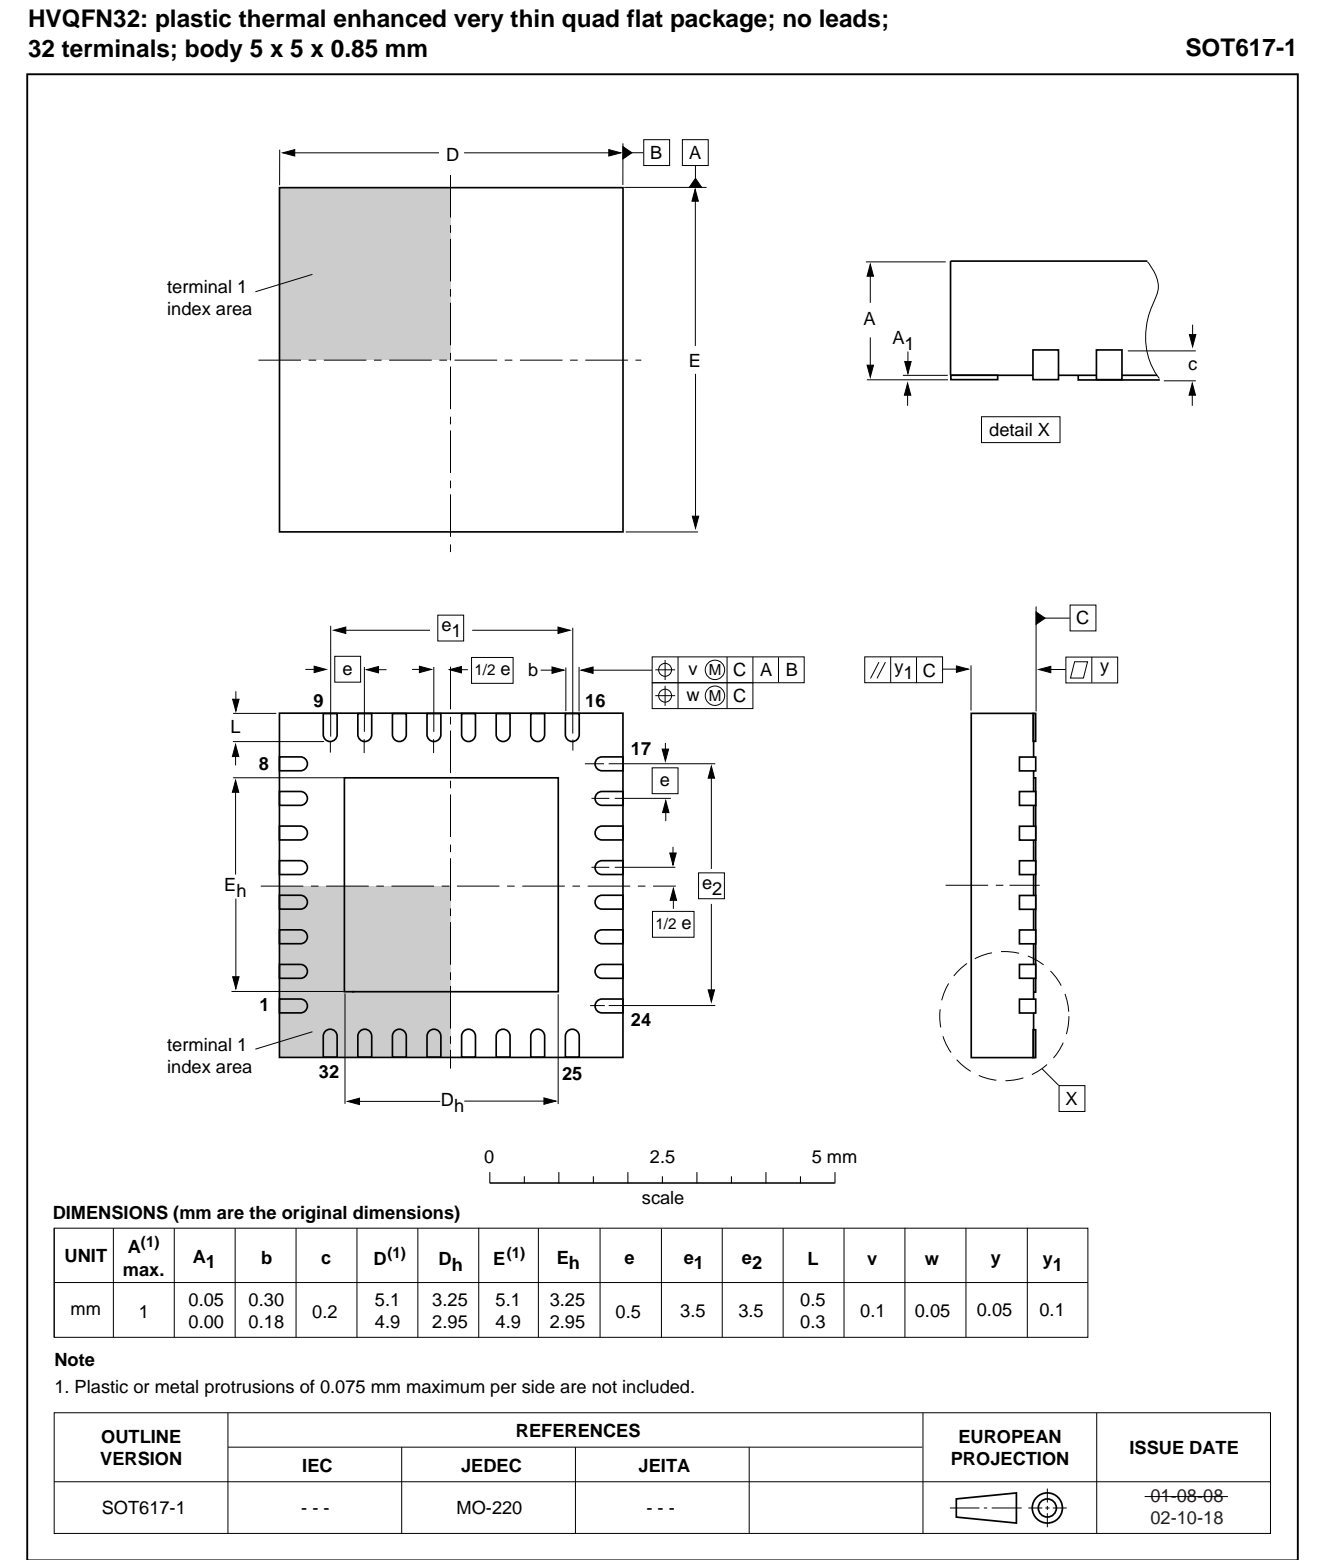 HVQFN32: plastic thermal enhanced very thin quad flat package; no leads;
32 terminals; body 5 x 5 x 0.85 mm
SOT617-1
D
B
A
terminal 1
index area
E
A
A1
c
detail X
e1
e
1/2 e
b
v M C A B
w M C
9
16
L
8
17
e
Eh
e2
1/2 e
1
24
terminal 1
index area
32
25
Dh
C
// y1 C
y
X
0 2.5 5 mm
scale
DIMENSIONS (mm are the original dimensions)
UNIT A(1) max. A1 b c D(1) Dh E(1) Eh e e1 e2 L v w y y1
mm 1 0.05 0.00 0.30 0.18 0.2 5.1 4.9 3.25 2.95 5.1 4.9 3.25 2.95 0.5 3.5 3.5 0.5 0.3 0.1 0.05 0.05 0.1
Note
1. Plastic or metal protrusions of 0.075 mm maximum per side are not included.
OUTLINE VERSION REFERENCES EUROPEAN PROJECTION ISSUE DATE
IEC JEDEC JEITA
SOT617-1 - - - MO-220 - - - 01-08-08
02-10-18